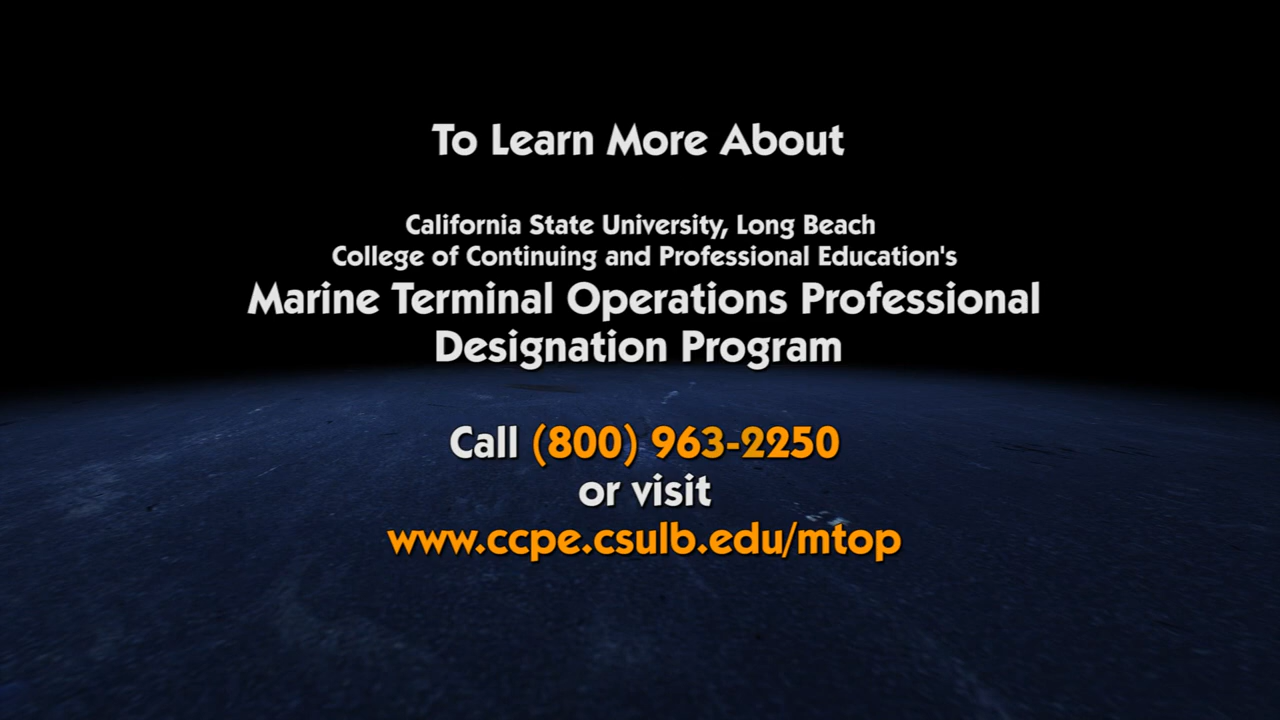 To Learn More About
California State University, Long Beach
College of Continuing and Professional Education's
Marine Terminal Operations Professional
Designation Program
Call (800) 963-2250
or visit
www.ccpe.csulb.edu/mtop